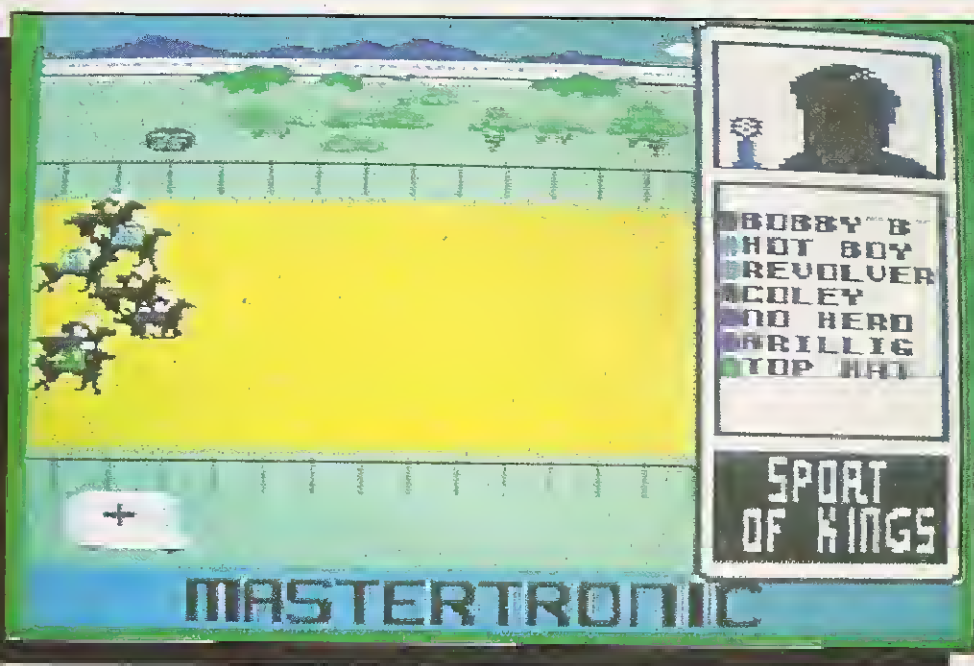 BOBBY B
HOT BOY
REVOLVER
COLEY
NO HERO
BRILLIG
TOP HAT
SPORT
OF KINGS
MASTERTRONIC